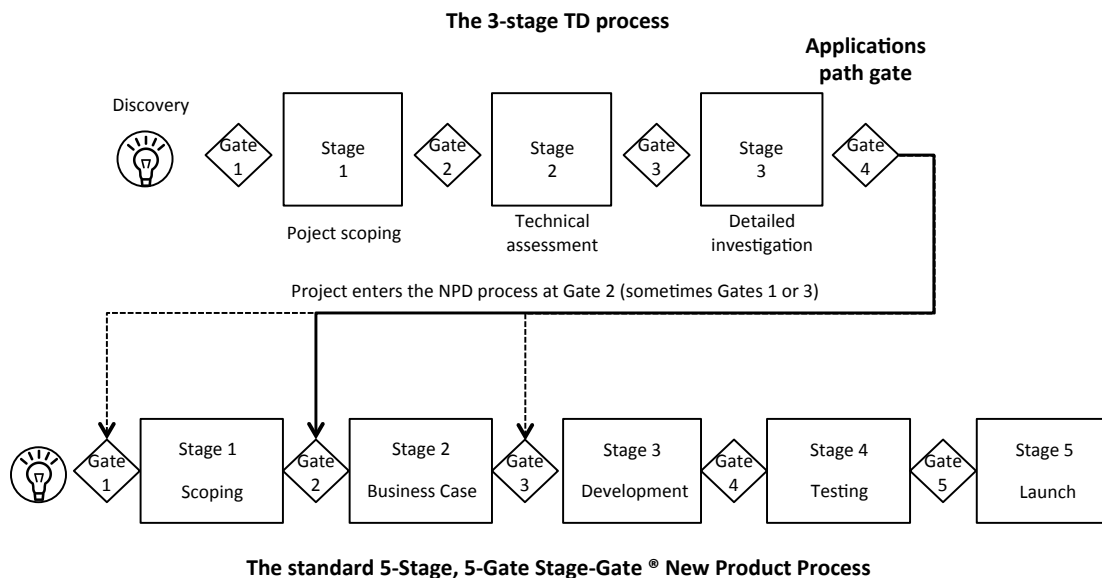 The 3-stage TD process
Applications
path gate
Discovery
Gate
1
Stage
1
Gate
2
Stage
2
Gate
3
Stage
3
Gate
4
Poject scoping
Technical
assessment
Detailed
investigation
Project enters the NPD process at Gate 2 (sometimes Gates 1 or 3)
Gate
1
Stage 1
Scoping
Gate
2
Stage 2
Business Case
Gate
3
Stage 3
Development
Gate
4
Stage 4
Testing
Gate
5
Stage 5
Launch
The standard 5-Stage, 5-Gate Stage-Gate ® New Product Process